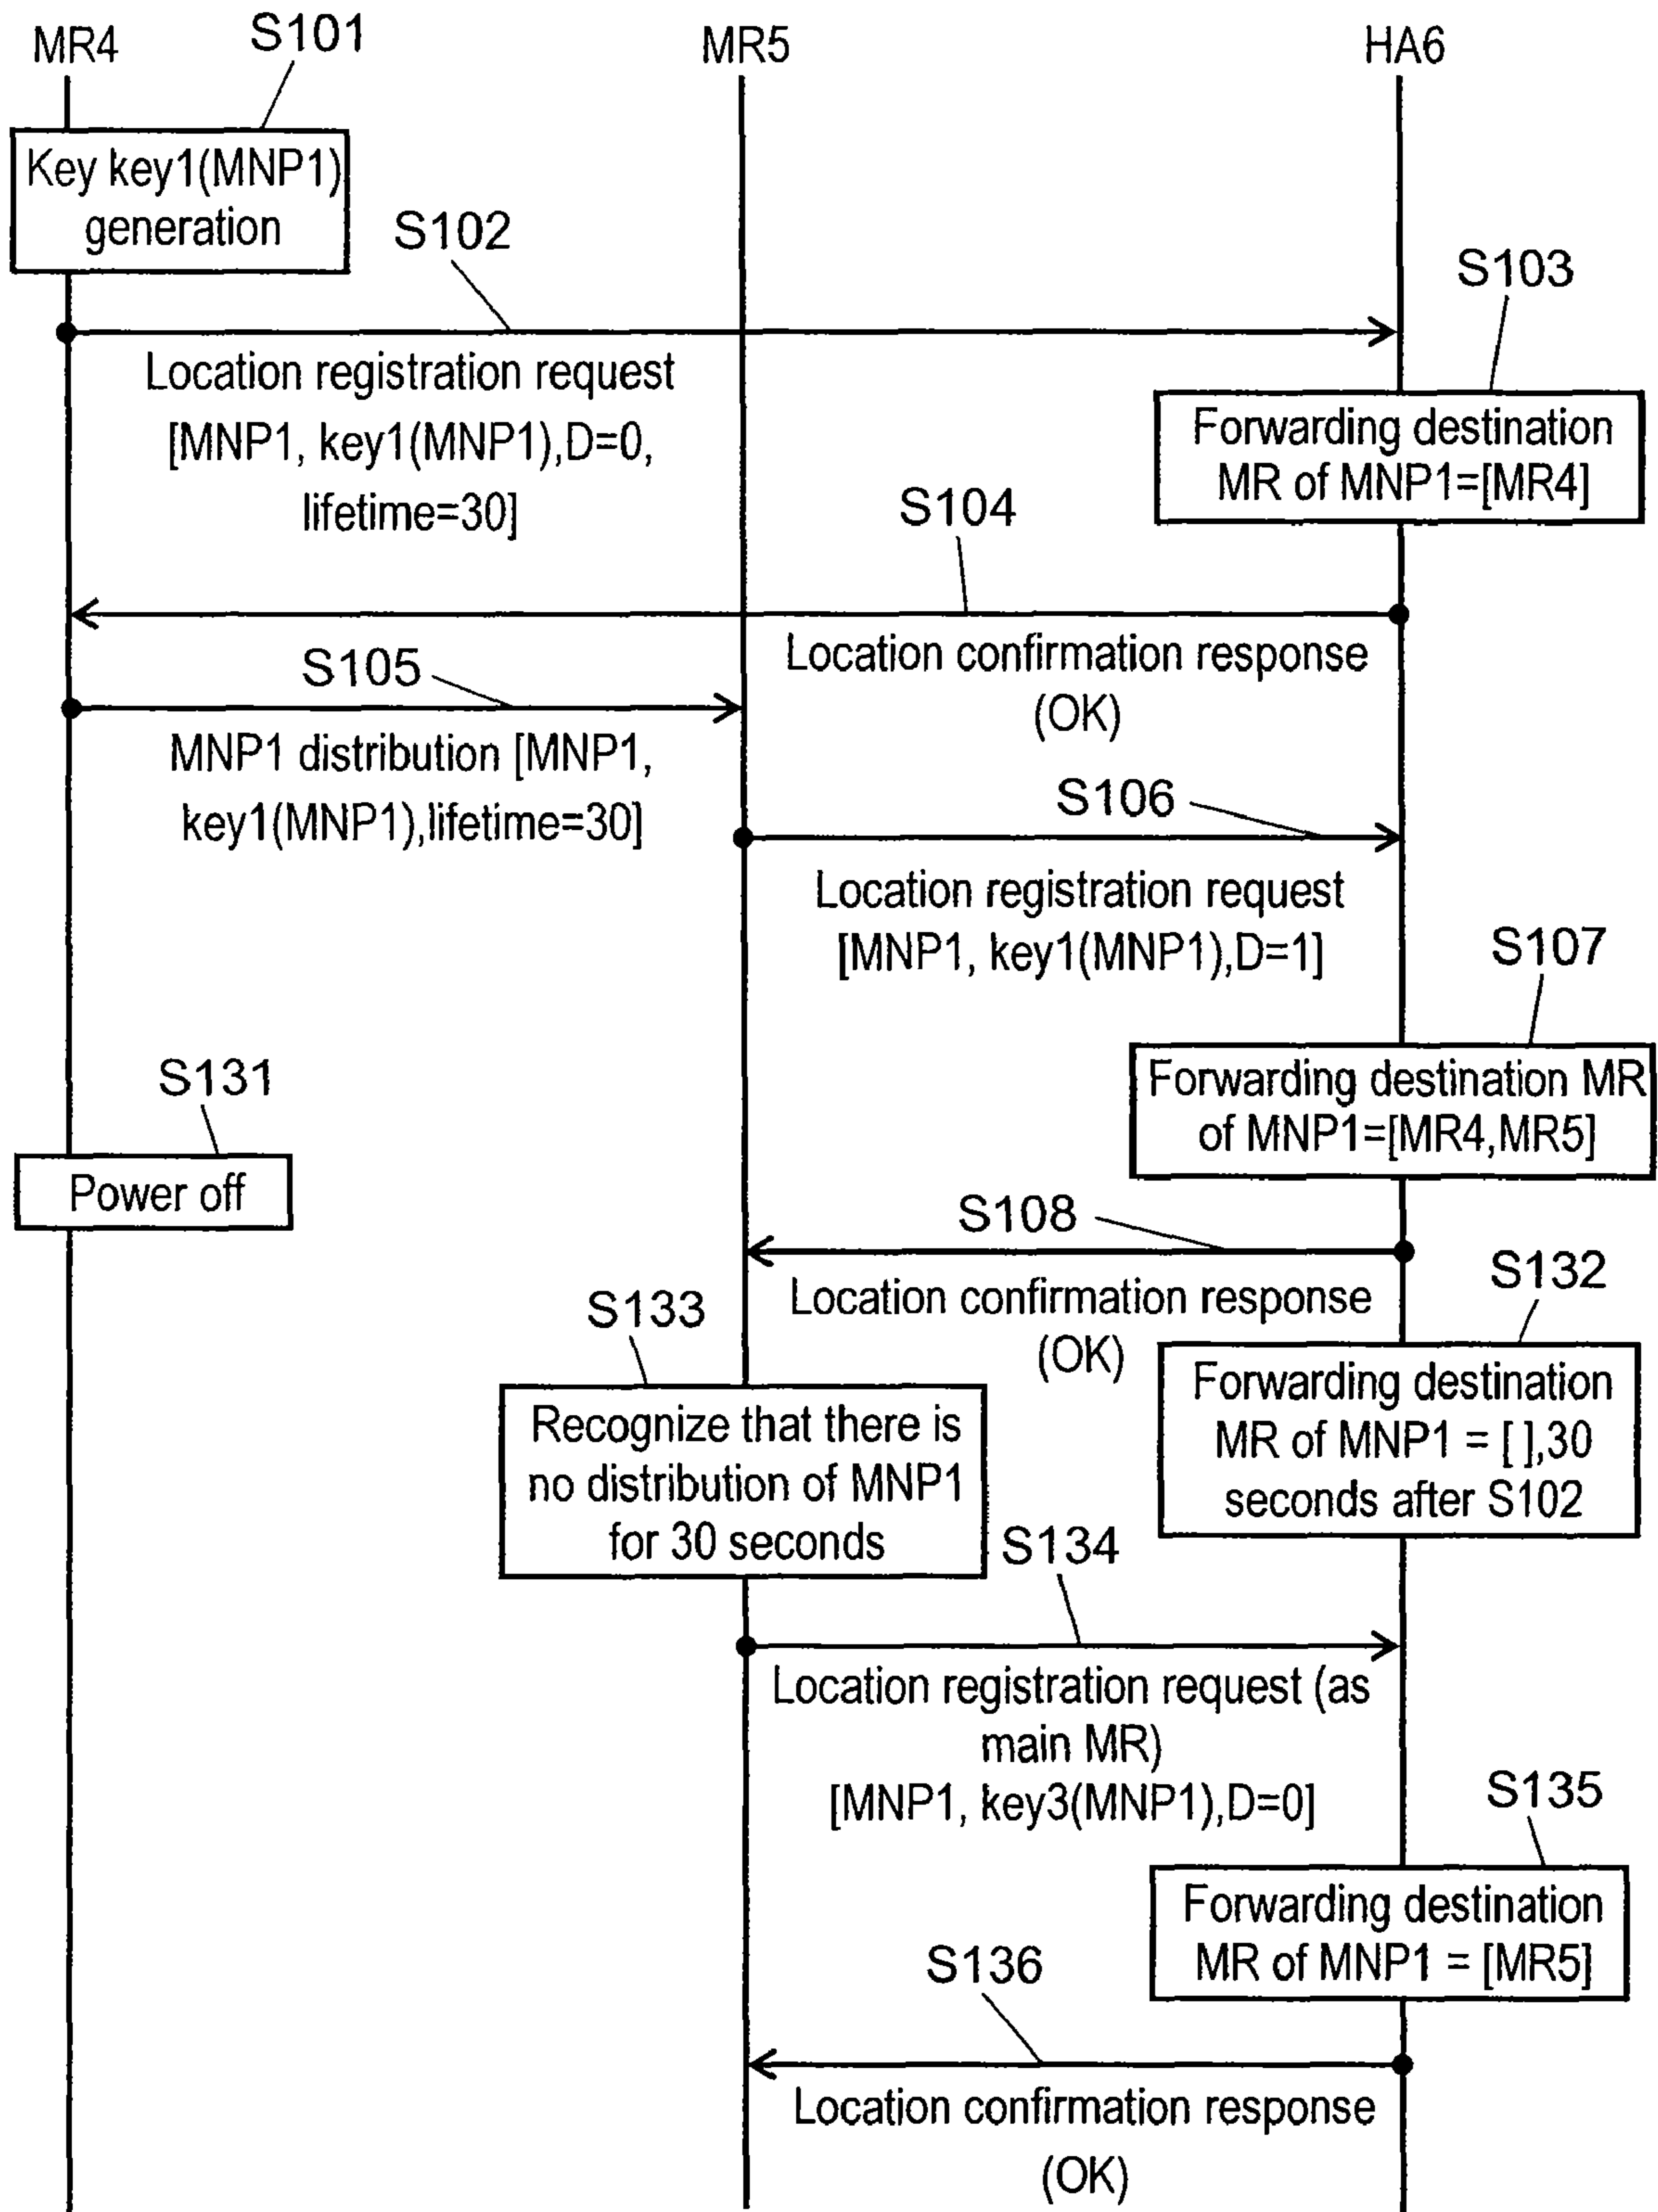 MR4
S101
MR5
HA6
Key key1(MNP1)
generation
S102
S103
Location registration request
[MNP1, key1(MNP1),D=0,
lifetime=30]
Forwarding destination
MR of MNP1=[MR4]
S104
Location confirmation response
(OK)
S105
MNP1 distribution [MNP1,
key1(MNP1),lifetime=30]
S106
Location registration request
[MNP1, key1(MNP1),D=1]
S107
Forwarding destination MR
of MNP1=[MR4,MR5]
S131
Power off
S108
Location confirmation response
(OK)
S132
Forwarding destination
MR of MNP1 = [ ],30
seconds after S102
S133
Recognize that there is
no distribution of MNP1
for 30 seconds
S134
Location registration request (as
main MR)
[MNP1, key3(MNP1),D=0]
S135
Forwarding destination
MR of MNP1 = [MR5]
S136
Location confirmation response
(OK)